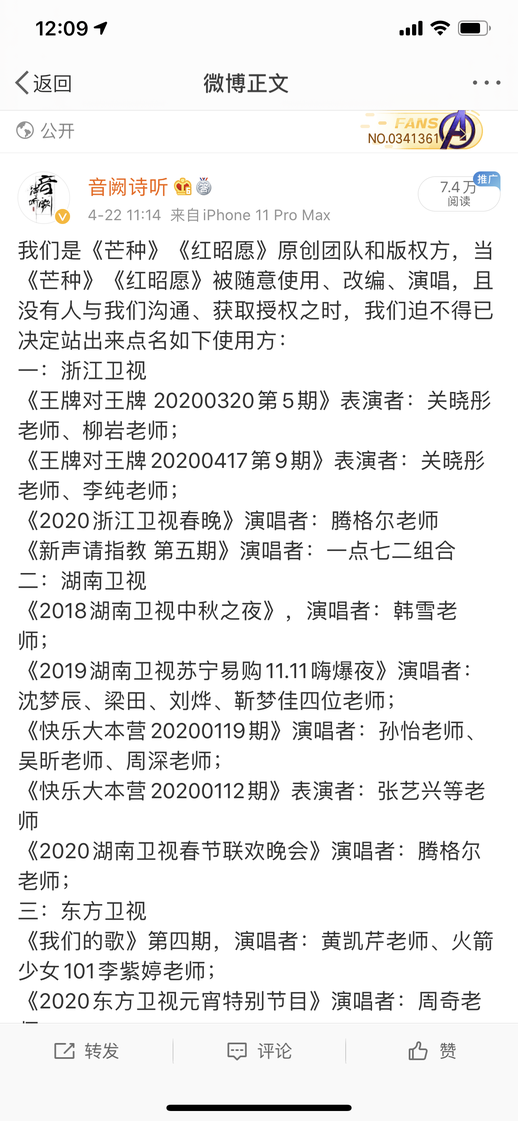 12:09
返回
微博正文
公开
FANS
NO.0341361
音阙诗听
4-22 11:14 来自iPhone 11 Pro Max
7.4万
推广
阅读
我们是《芒种》《红昭愿》原创团队和版权方，当
《芒种》《红昭愿》被随意使用、改编、演唱，且
没有人与我们沟通、获取授权之时，我们迫不得已
决定站出来点名如下使用方：
一：浙江卫视
《王牌对王牌 20200320第5期》表演者：关晓彤
老师、柳岩老师；
《王牌对王牌20200417第9期》表演者：关晓彤
老师、李纯老师；
《2020浙江卫视春晚》演唱者：腾格尔老师
《新声请指教 第五期》演唱者：一点七二组合
二：湖南卫视
《2018湖南卫视中秋之夜》，演唱者：韩雪老
师；
《2019湖南卫视苏宁易购11.11嗨爆夜》演唱者：
沈梦辰、梁田、刘烨、靳梦佳四位老师；
《快乐大本营20200119期》演唱者：孙怡老师、
吴昕老师、周深老师；
《快乐大本营20200112期》表演者：张艺兴等老
师
《2020湖南卫视春节联欢晚会》演唱者：腾格尔
老师；
三：东方卫视
《我们的歌》第四期，演唱者：黄凯芹老师、火箭
少女101李紫婷老师；
《2020东方卫视元宵特别节目》演唱者：周奇老
转发
评论
赞